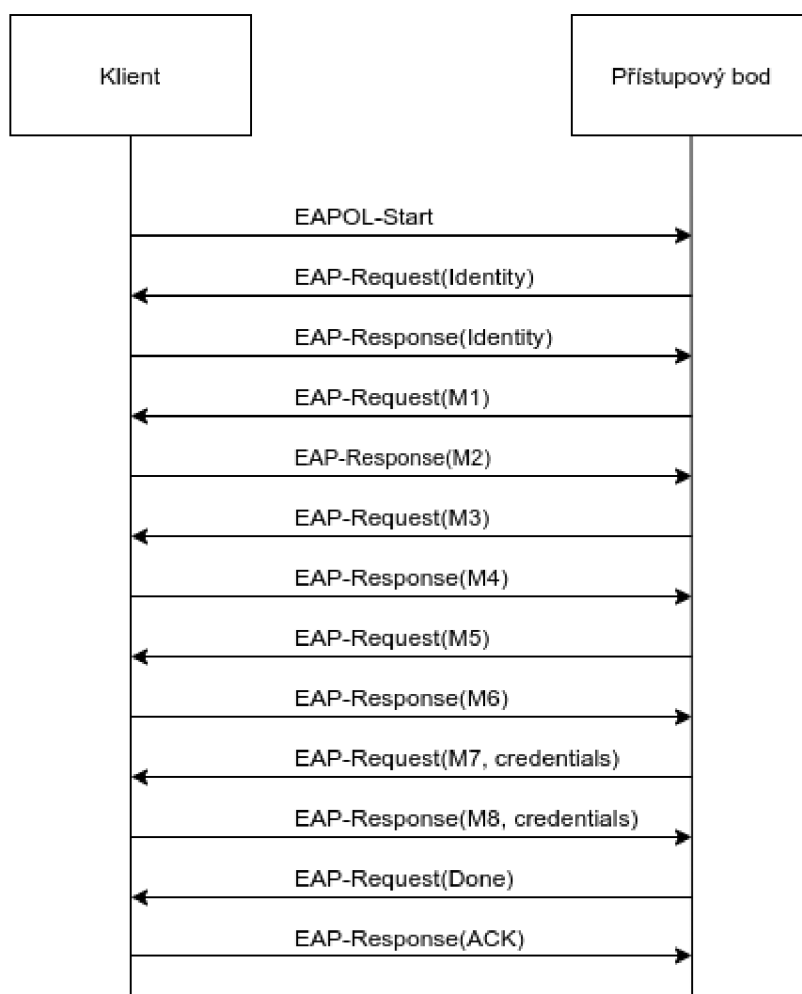 Klient
Přístupový bod
EAPOL-Start
EAP-Request(Identity)
EAP-Response(Identity)
EAP-Request(M1)
EAP-Response(M2)
EAP-Request(M3)
EAP-Response(M4)
EAP-Request(M5)
EAP-Response(M6)
EAP-Request(M7, credentials)
EAP-Response(M8, credentials)
EAP-Request(Done)
EAP-Response(ACK)